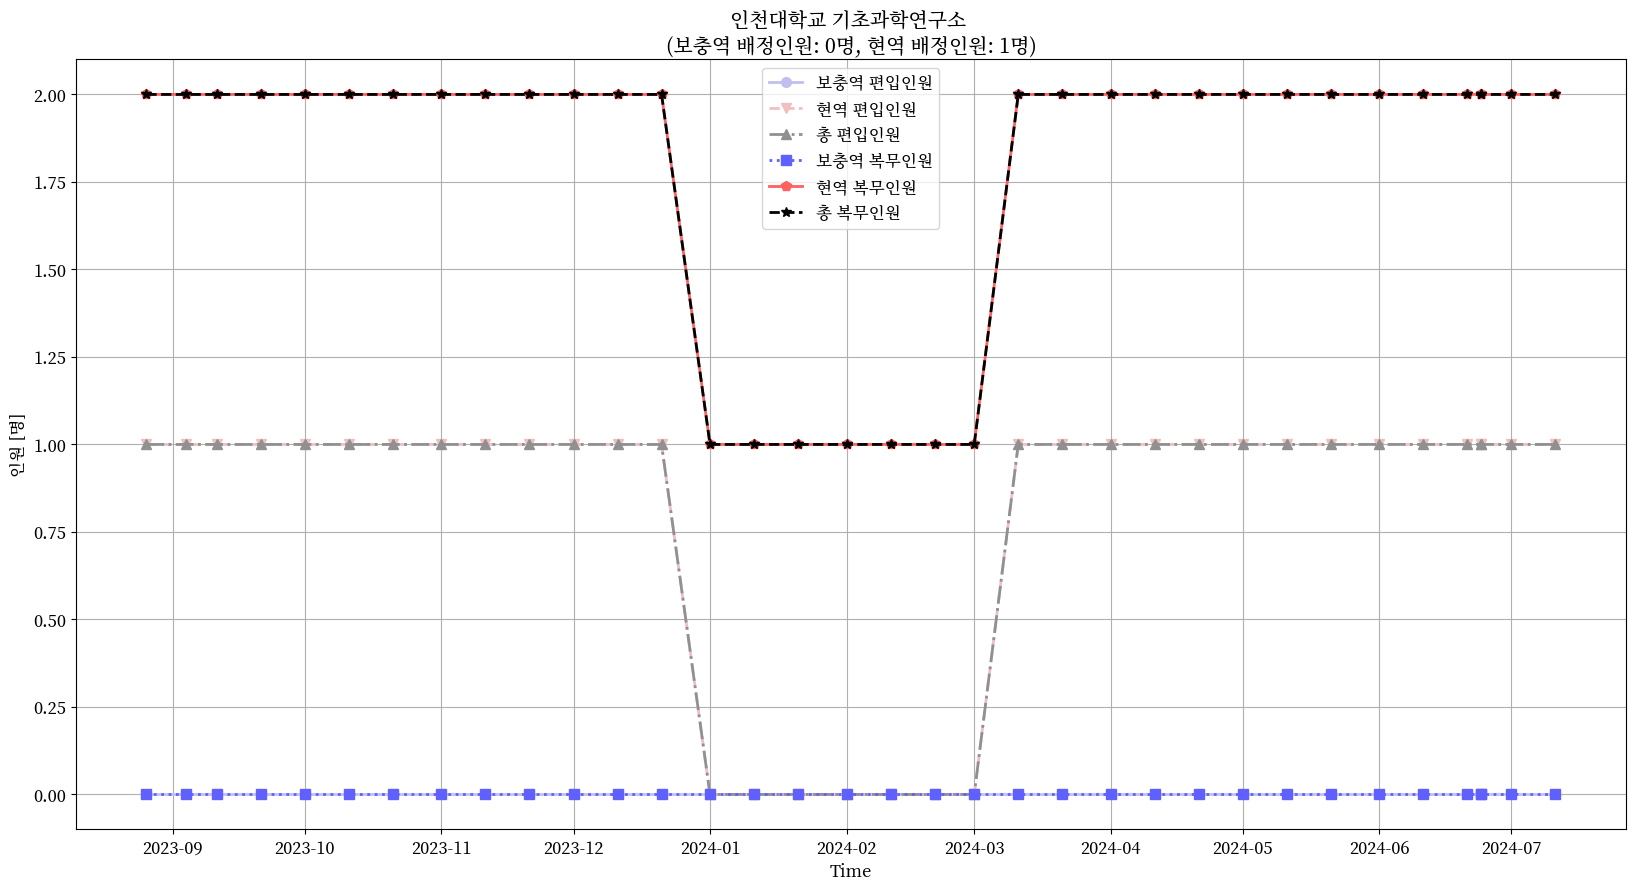 인천대학교 기초과학연구소
(보충역 배정인원: 0명, 현역 배정인원: 1명)
보충역 편입인원
현역 편입인원
총 편입인원
보충역 복무인원
현역 복무인원
총 복무인원
2.00
1.75
1.50
1.25
1.00
0.75
0.50
0.25
0.00
인원 [명]
2023-09 2023-10 2023-11 2023-12 2024-01 2024-02 2024-03 2024-04 2024-05 2024-06 2024-07
Time